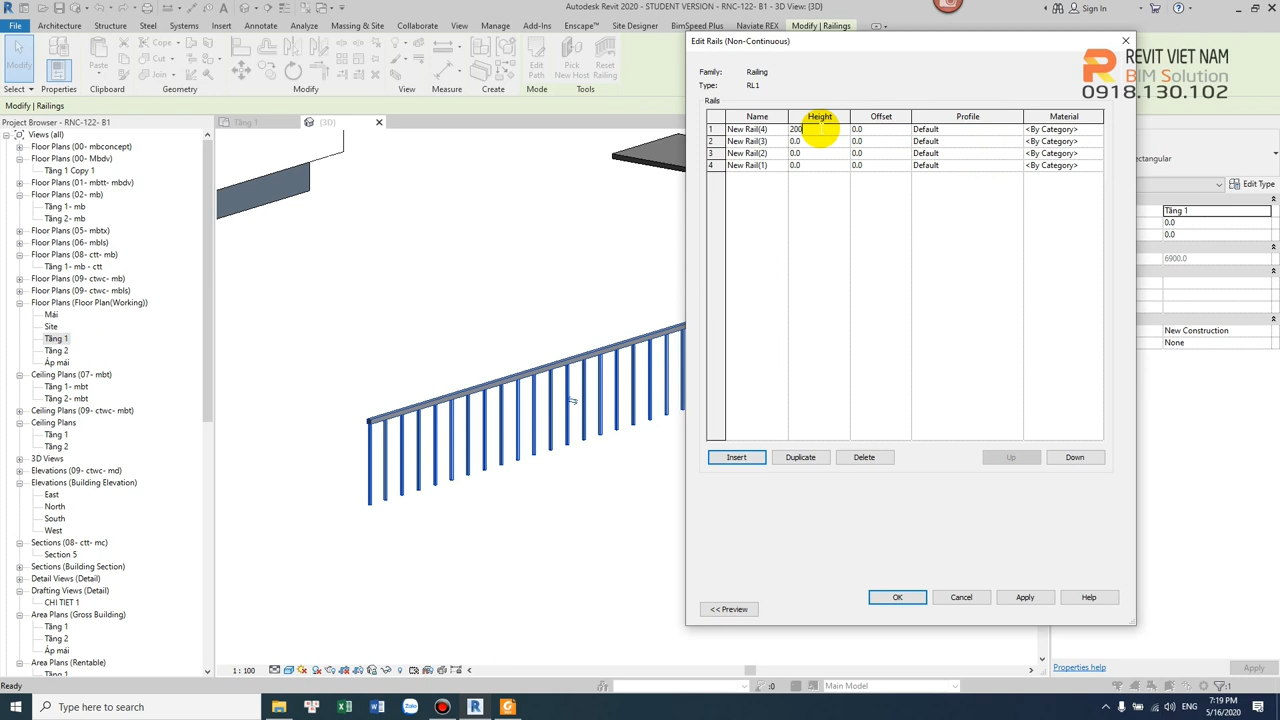 Autodesk Revit 2020 - STUDENT VERSION - RNC-122- B1 - 3D View: {3D}
Sign In
File Architecture Structure Steel Systems Insert Annotate Analyze Massing & Site Collaborate View Manage Add-Ins Enscape™ Site Designer BimSpeed Plus Naviate REX Modify | Railings
Modify
Paste
Cope
Cut
Join
Edit Path
Pick New Host
Reset Railing
Select Properties Clipboard Geometry Modify View Measure Create Mode Tools
Modify | Railings
Project Browser - RNC-122- B1
Tầng 1
{3D}
Views (all)
Floor Plans (00- mbconcept)
Tầng 1 Copy 1
Floor Plans (00- Mbdv)
Floor Plans (01- mbtt- mbdv)
Floor Plans (02- mb)
Tầng 1- mb
Tầng 2- mb
Floor Plans (05- mbtx)
Floor Plans (06- mbls)
Floor Plans (08- ctt- mb)
Tầng 1- mb - ctt
Floor Plans (09- ctwc- mb)
Floor Plans (09- ctwc- mbls)
Floor Plans (Floor Plan(Working))
Mái
Site
Tầng 1
Tầng 2
Áp mái
Ceiling Plans (07- mbt)
Tầng 1- mbt
Tầng 2- mbt
Ceiling Plans (09- ctwc- mbt)
Ceiling Plans
Tầng 1
Tầng 2
3D Views
Elevations (09- ctwc- md)
Elevations (Building Elevation)
East
North
South
West
Sections (08- ctt- mc)
Section 5
Sections (Building Section)
Detail Views (Detail)
Drafting Views (Detail)
CHI TIET 1
Area Plans (Gross Building)
Tầng 1
Tầng 2
Áp mái
Area Plans (Rentable)
Tầng 1
Edit Rails (Non-Continuous)
Family: Railing
Type: RL1
Rails
Name Height Offset Profile Material
1 New Rail(4) 200 0.0 Default <By Category>
2 New Rail(3) 0.0 0.0 Default <By Category>
3 New Rail(2) 0.0 0.0 Default <By Category>
4 New Rail(1) 0.0 0.0 Default <By Category>
Insert Duplicate Delete Up Down
OK Cancel Apply Help
<< Preview
REVIT VIET NAM
BIM Solution
0918.130.102
Edit Type
Tầng 1
0.0
0.0
6900.0
New Construction
None
Properties help
Apply
1 : 100
Ready
:0
Main Model
:1
Type here to search
ENG
7:19 PM
5/16/2020